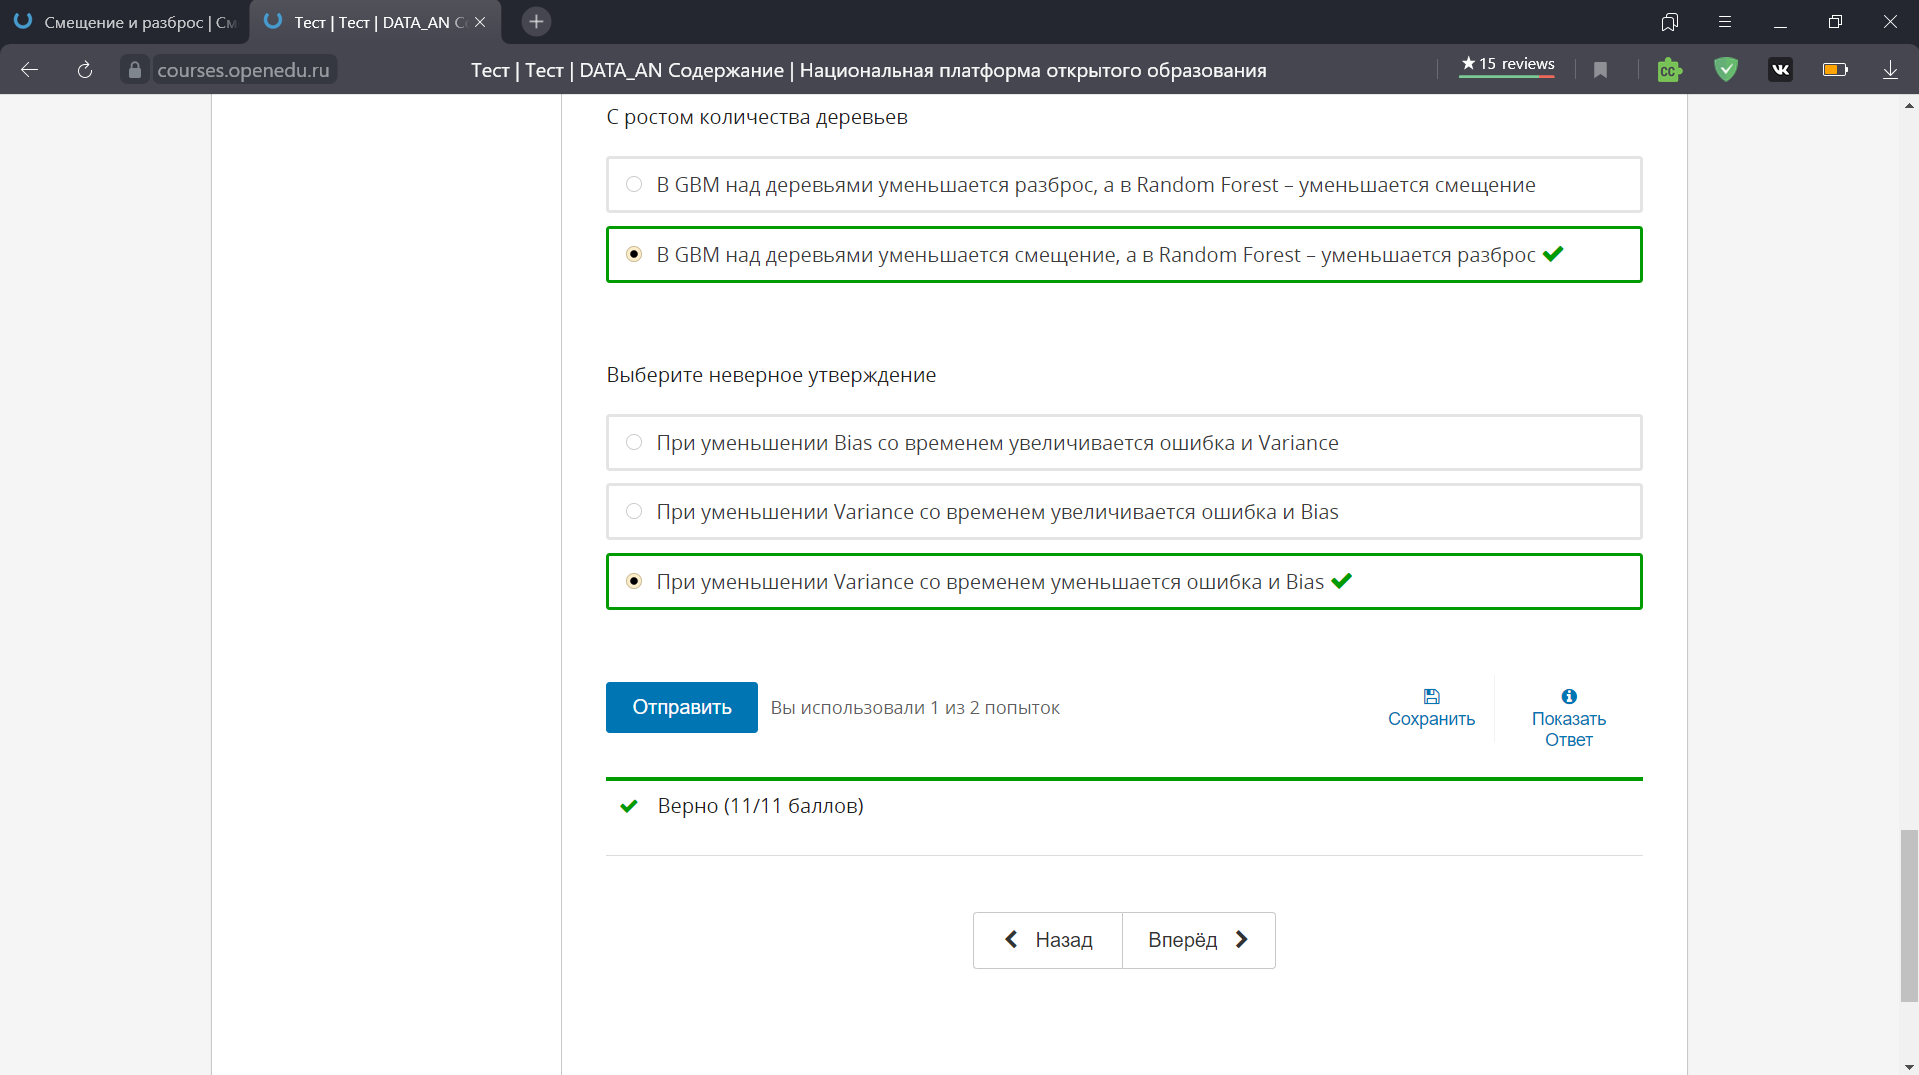 Смещение и разброс | См
Тест | Тест | DATA_AN Сс
courses.openedu.ru
Тест | Тест | DATA_AN Содержание | Национальная платформа открытого образования
★ 15 reviews
CC
С ростом количества деревьев
В GBM над деревьями уменьшается разброс, а в Random Forest – уменьшается смещение
В GBM над деревьями уменьшается смещение, а в Random Forest – уменьшается разброс
Выберите неверное утверждение
При уменьшении Bias со временем увеличивается ошибка и Variance
При уменьшении Variance со временем увеличивается ошибка и Bias
При уменьшении Variance со временем уменьшается ошибка и Bias
Отправить
Вы использовали 1 из 2 попыток
Сохранить
Показать
Ответ
Верно (11/11 баллов)
Назад
Вперёд